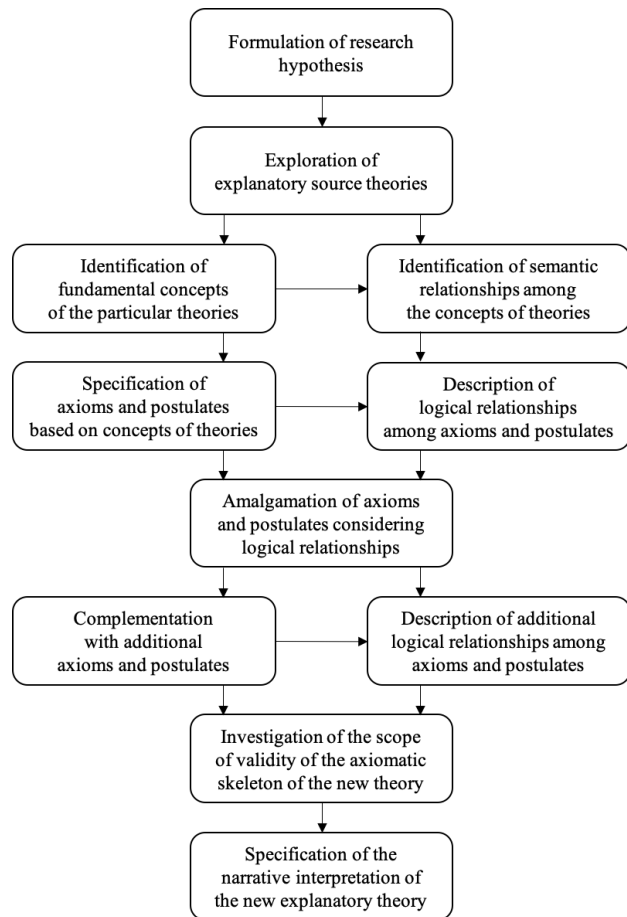 Formulation of research
hypothesis
Exploration of
explanatory source theories
Identification of
fundamental concepts
of the particular theories
Identification of semantic
relationships among
the concepts of theories
Specification of
axioms and postulates
based on concepts of theories
Description of
logical relationships
among axioms and postulates
Amalgamation of axioms
and postulates considering
logical relationships
Complementation
with additional
axioms and postulates
Description of additional
logical relationships among
axioms and postulates
Investigation of the scope
of validity of the axiomatic
skeleton of the new theory
Specification of the
narrative interpretation of
the new explanatory theory